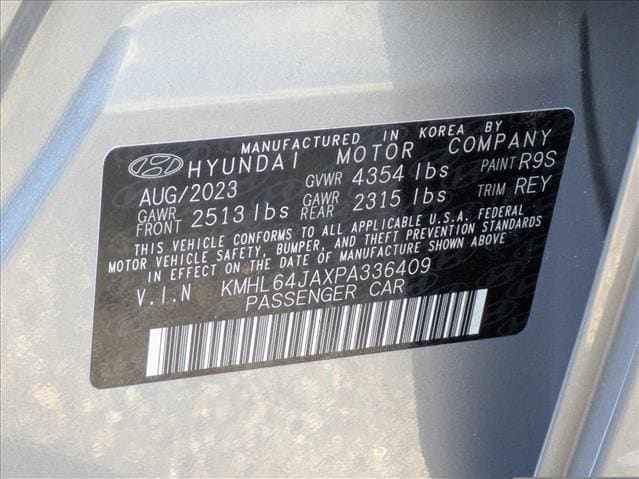 MANUFACTURED IN KOREA BY
HYUNDAI MOTOR COMPANY
AUG/2023 GVWR 4354 lbs PAINT R9S
GAWR FRONT 2513 lbs GAWR REAR 2315 lbs TRIM REY
THIS VEHICLE CONFORMS TO ALL APPLICABLE U.S.A. FEDERAL
MOTOR VEHICLE SAFETY, BUMPER, AND THEFT PREVENTION STANDARDS
IN EFFECT ON THE DATE OF MANUFACTURE SHOWN ABOVE
V.I.N KMHL64JAXPA336409
PASSENGER CAR